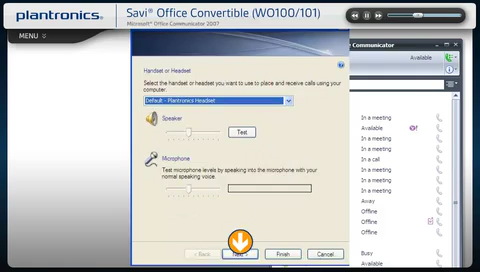 plantronics
Savi® Office Convertible (WO100/101)
Microsoft® Office Communicator 2007
MENU
Communicator
Available
Handset or Headset
Select the handset or headset you want to use to place and receive calls using your
computer.
Default - Plantronics Headset
Speaker
Test
Microphone
Test microphone levels by speaking into the microphone with your
normal speaking voice.
In a meeting
Available
In a meeting
In a meeting
In a call
In a meeting
In a meeting
Away
Offline
Offline
Offline
Busy
Away
< Back
Next >
Finish
Cancel